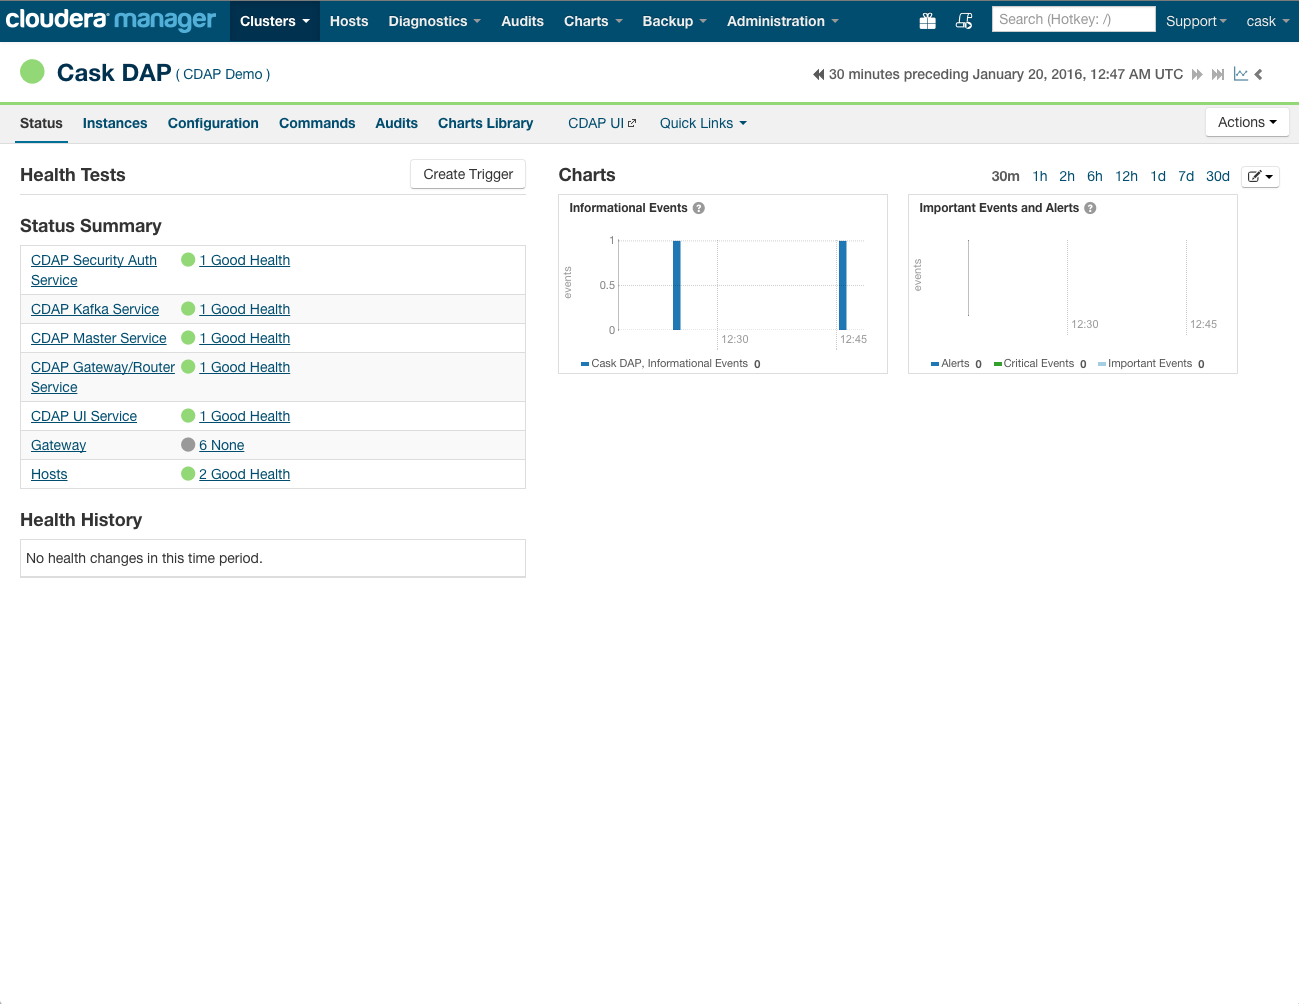 cloudera manager Clusters Hosts Diagnostics Audits Charts Backup Administration Search (Hotkey: /) Support cask
Cask DAP ( CDAP Demo ) 30 minutes preceding January 20, 2016, 12:47 AM UTC
Status Instances Configuration Commands Audits Charts Library CDAP UI Quick Links Actions
Health Tests Create Trigger
Status Summary
CDAP Security Auth Service 1 Good Health
CDAP Kafka Service 1 Good Health
CDAP Master Service 1 Good Health
CDAP Gateway/Router Service 1 Good Health
CDAP UI Service 1 Good Health
Gateway 6 None
Hosts 2 Good Health
Health History
No health changes in this time period.
Charts 30m 1h 2h 6h 12h 1d 7d 30d
Informational Events ?
events
1
0.5
0
12:30 12:45
Cask DAP, Informational Events 0
Important Events and Alerts ?
events
12:30 12:45
Alerts 0 Critical Events 0 Important Events 0